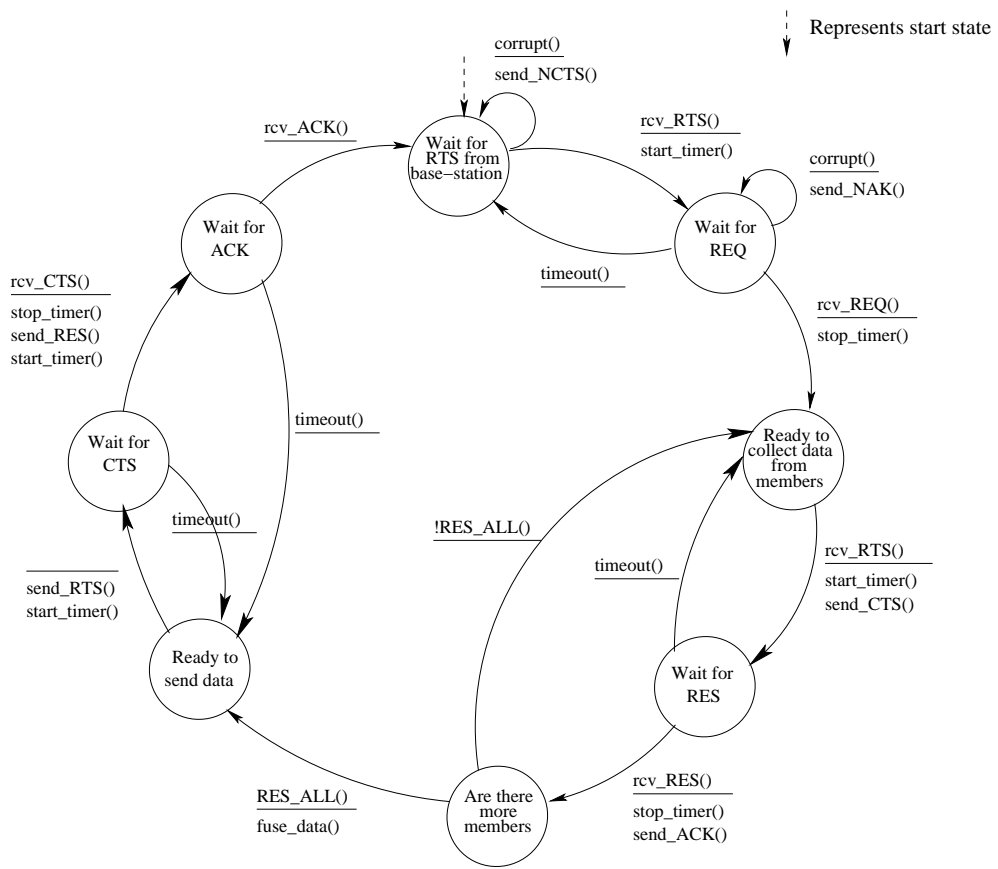 Represents start state
corrupt()
send_NCTS()
rcv_ACK()
Wait for
RTS from
base-station
rcv_RTS()
start_timer()
corrupt()
send_NAK()
Wait for
ACK
Wait for
REQ
timeout()
rcv_CTS()
stop_timer()
send_RES()
start_timer()
rcv_REQ()
stop_timer()
timeout()
Wait for
CTS
Ready to
collect data
from
members
timeout()
!RES_ALL()
timeout()
rcv_RTS()
start_timer()
send_CTS()
send_RTS()
start_timer()
Ready to
send data
Wait for
RES
RES_ALL()
fuse_data()
Are there
more
members
rcv_RES()
stop_timer()
send_ACK()